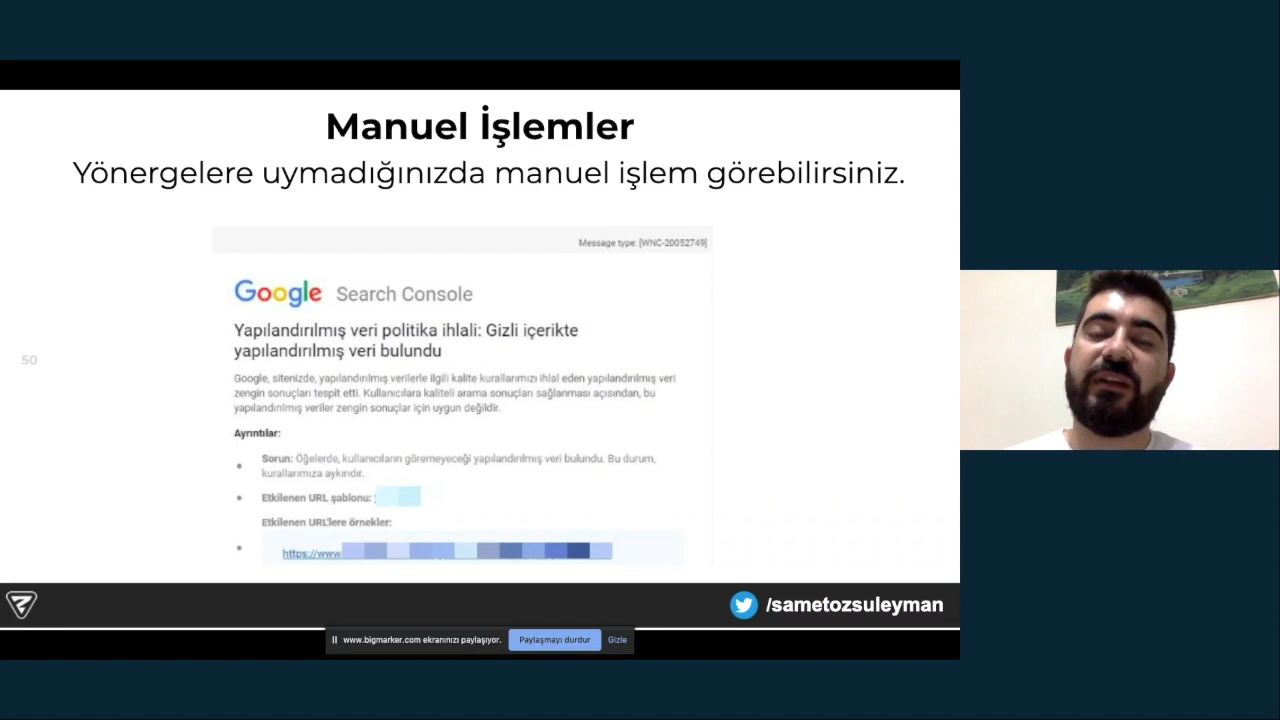 Manuel İşlemler
Yönergelere uymadığınızda manuel işlem görebilirsiniz.
Message type: [WNC-20052749]
Google Search Console
Yapılandırılmış veri politika ihlali: Gizli içerikte
yapılandırılmış veri bulundu
Google, sitenizde, yapılandırılmış verilerle ilgili kalite kurallarımızı ihlal eden yapılandırılmış veri
zengin sonuçları tespit etti. Kullanıcılara kaliteli arama sonuçları sağlanması açısından, bu
yapılandırılmış veriler zengin sonuçlar için uygun değildir.
Ayrıntılar:
Sorun: Öğelerde, kullanıcıların göremeyeceği yapılandırılmış veri bulundu. Bu durum,
kurallarımıza aykırıdır.
Etkilenen URL şablonu:
Etkilenen URL'lere örnekler:
https://www.
50
/sametozsuleyman
www.bigmarker.com ekranınızı paylaşıyor. Paylaşmayı durdur Gizle